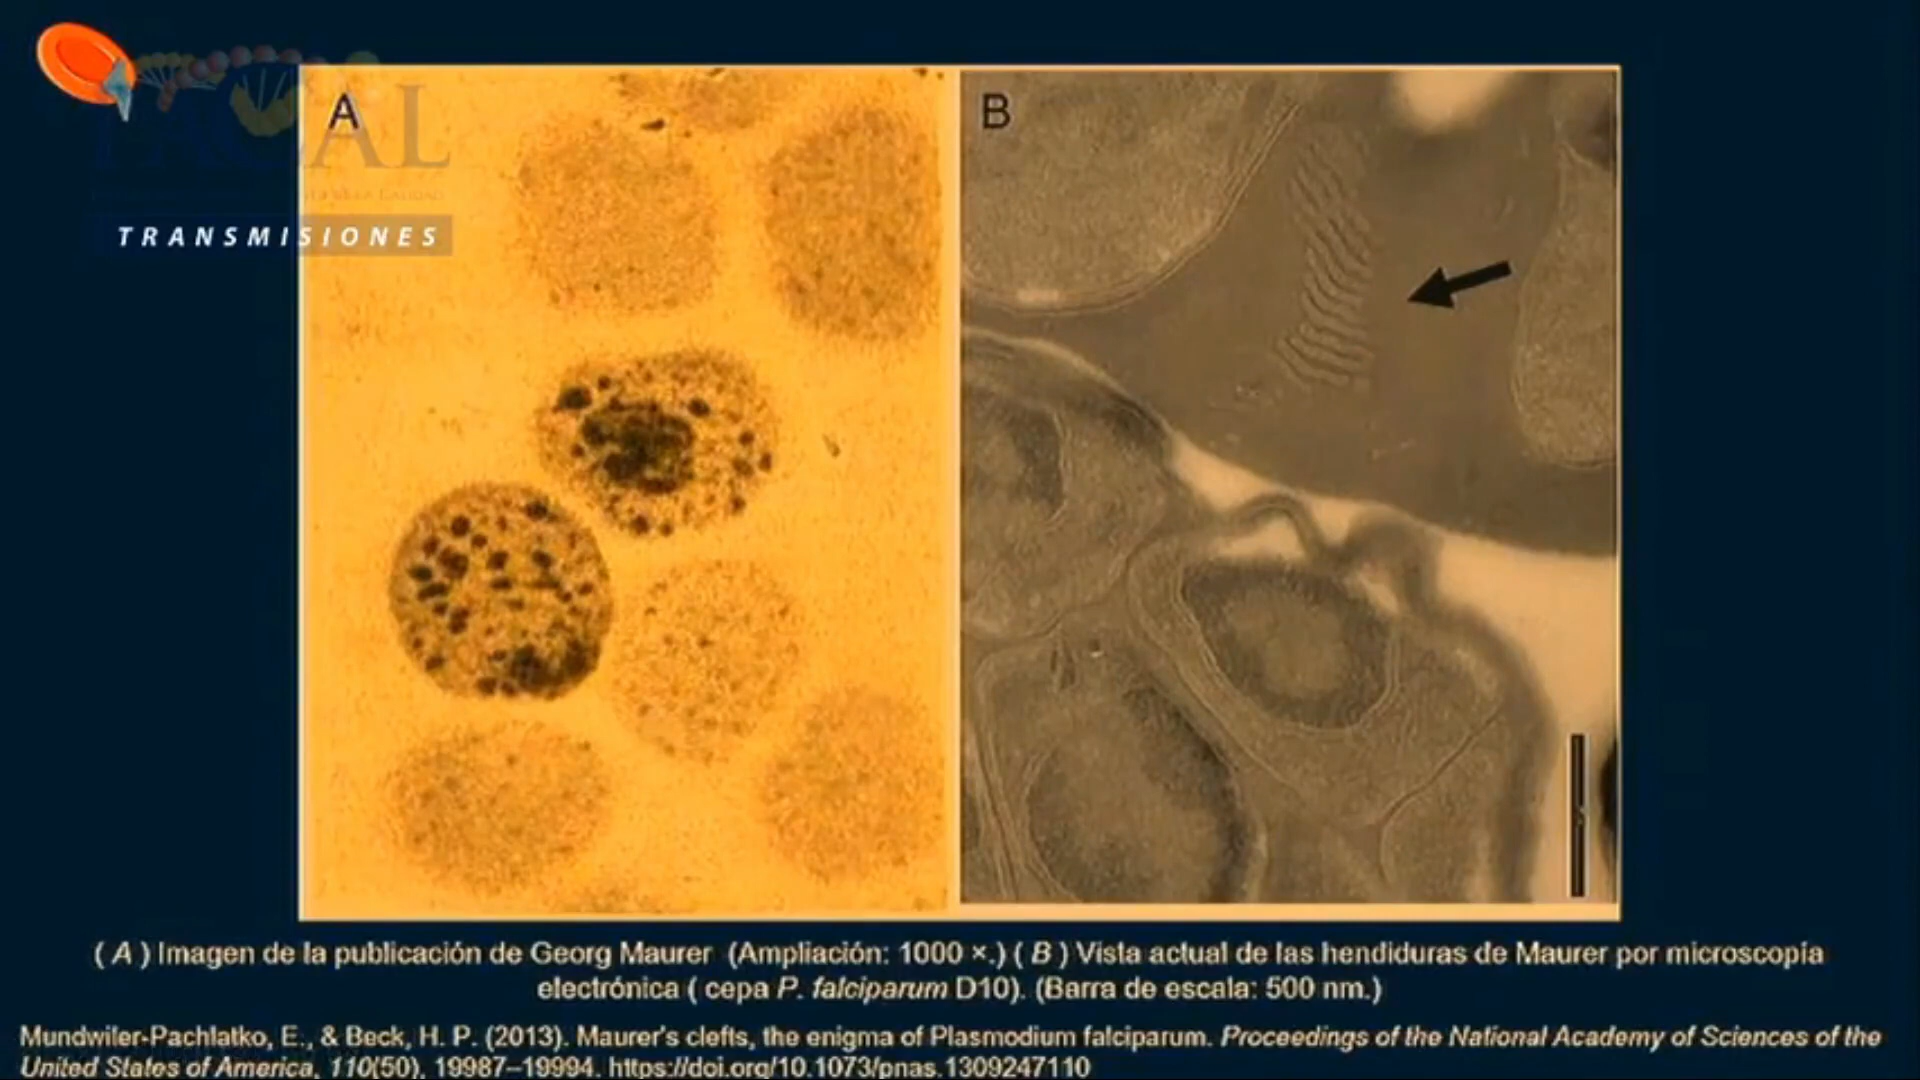 A
B
TRANSMISIONES
( A ) Imagen de la publicación de Georg Maurer (Ampliación: 1000 ×.) ( B ) Vista actual de las hendiduras de Maurer por microscopía
electrónica ( cepa P. falciparum D10). (Barra de escala: 500 nm.)
Mundwiler-Pachlatko, E., & Beck, H. P. (2013). Maurer's clefts, the enigma of Plasmodium falciparum. Proceedings of the National Academy of Sciences of the
United States of America, 110(50), 19987–19994. https://doi.org/10.1073/pnas.1309247110